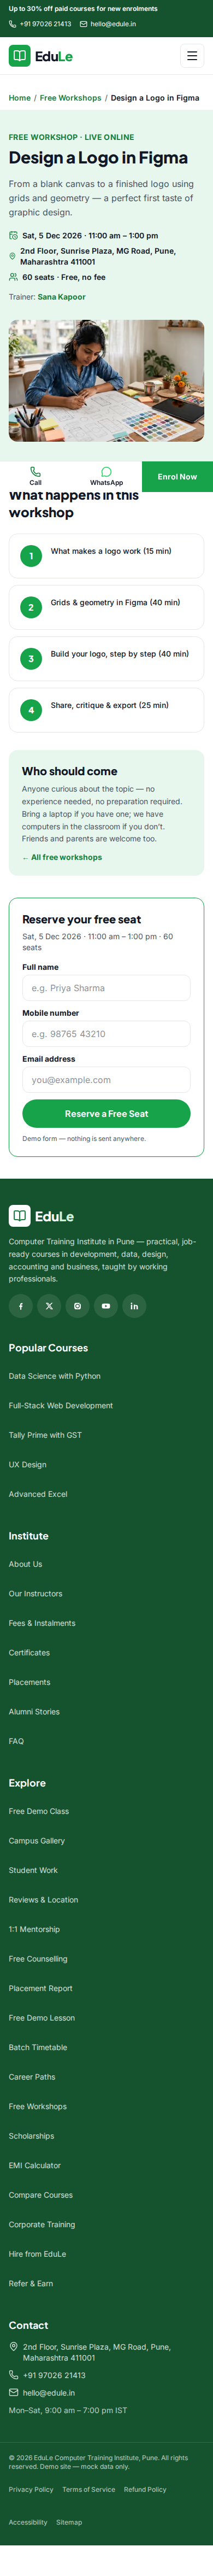 Up to 30% off paid courses for new enrolments
+91 97026 21413 hello@edule.in
EduLe
Home / Free Workshops / Design a Logo in Figma
FREE WORKSHOP · LIVE ONLINE
Design a Logo in Figma
From a blank canvas to a finished logo using
grids and geometry — a perfect first taste of
graphic design.
Sat, 5 Dec 2026 · 11:00 am – 1:00 pm
2nd Floor, Sunrise Plaza, MG Road, Pune,
Maharashtra 411001
60 seats · Free, no fee
Trainer: Sana Kapoor
Call
WhatsApp
Enrol Now
What happens in this
workshop
1 What makes a logo work (15 min)
2 Grids & geometry in Figma (40 min)
3 Build your logo, step by step (40 min)
4 Share, critique & export (25 min)
Who should come
Anyone curious about the topic — no
experience needed, no preparation required.
Bring a laptop if you have one; we have
computers in the classroom if you don't.
Friends and parents are welcome too.
← All free workshops
Reserve your free seat
Sat, 5 Dec 2026 · 11:00 am – 1:00 pm · 60
seats
Full name
e.g. Priya Sharma
Mobile number
e.g. 98765 43210
Email address
you@example.com
Reserve a Free Seat
Demo form — nothing is sent anywhere.
EduLe
Computer Training Institute in Pune — practical, job-
ready courses in development, data, design,
accounting and business, taught by working
professionals.
Popular Courses
Data Science with Python
Full-Stack Web Development
Tally Prime with GST
UX Design
Advanced Excel
Institute
About Us
Our Instructors
Fees & Instalments
Certificates
Placements
Alumni Stories
FAQ
Explore
Free Demo Class
Campus Gallery
Student Work
Reviews & Location
1:1 Mentorship
Free Counselling
Placement Report
Free Demo Lesson
Batch Timetable
Career Paths
Free Workshops
Scholarships
EMI Calculator
Compare Courses
Corporate Training
Hire from EduLe
Refer & Earn
Contact
2nd Floor, Sunrise Plaza, MG Road, Pune,
Maharashtra 411001
+91 97026 21413
hello@edule.in
Mon–Sat, 9:00 am – 7:00 pm IST
© 2026 EduLe Computer Training Institute, Pune. All rights
reserved. Demo site — mock data only.
Privacy Policy Terms of Service Refund Policy
Accessibility Sitemap